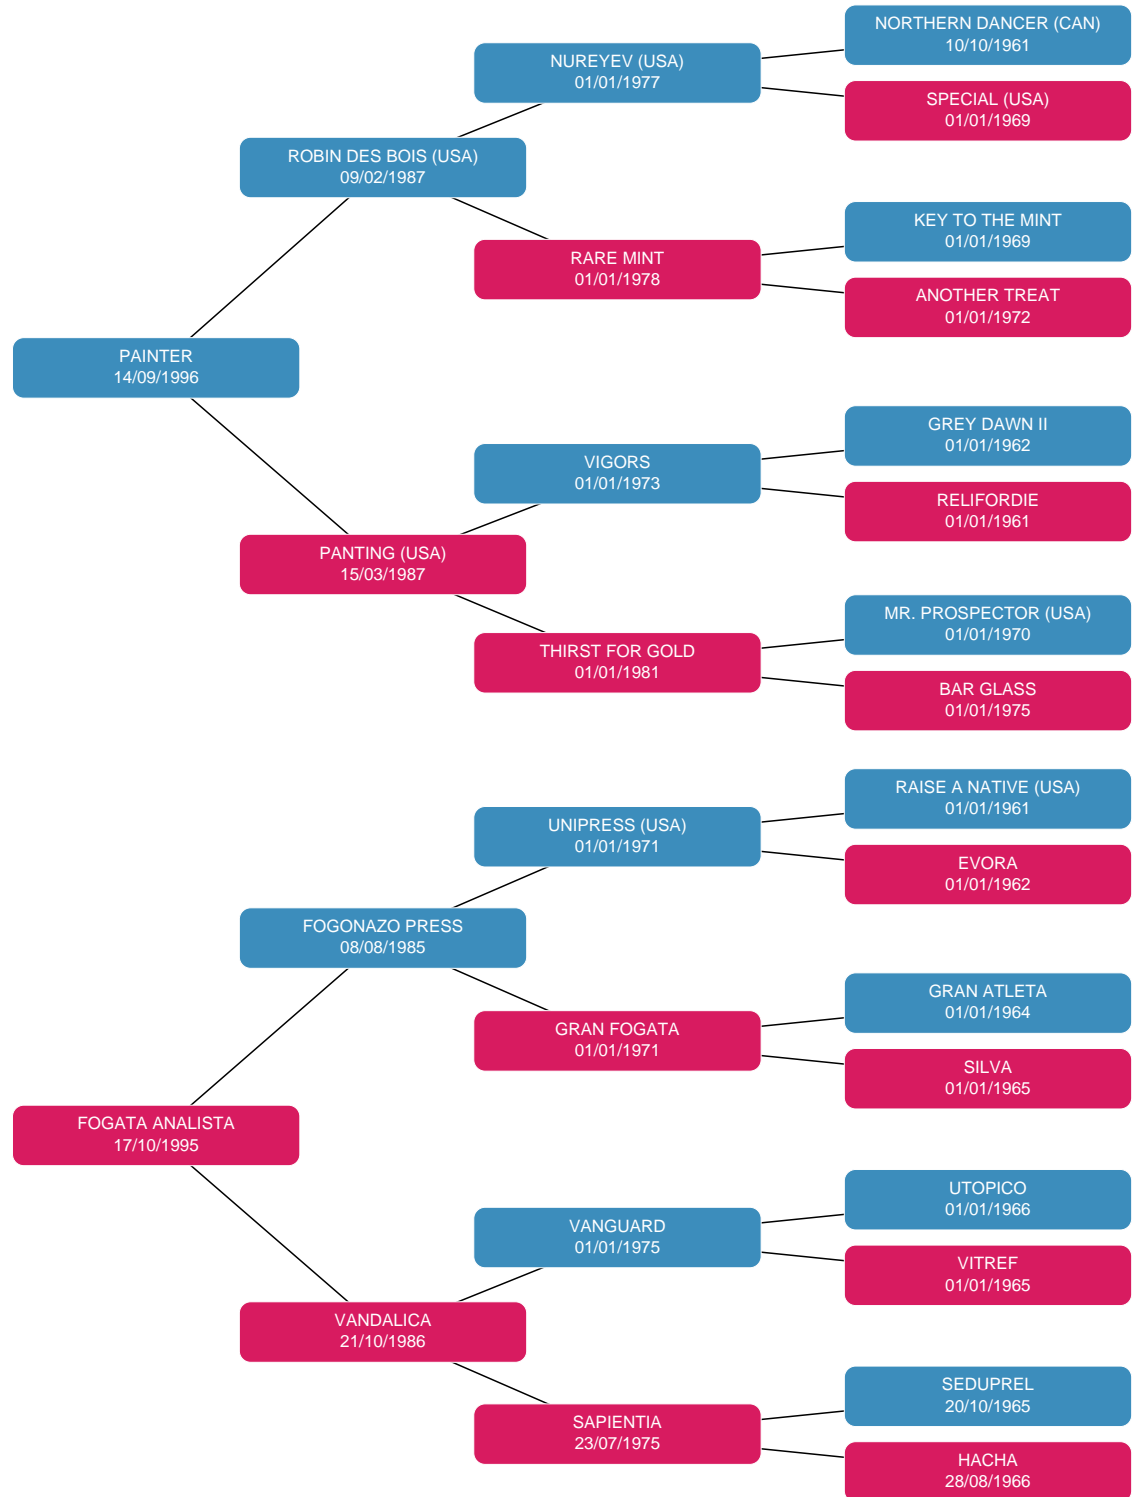 NORTHERN DANCER (CAN)
10/10/1961
NUREYEV (USA)
01/01/1977
SPECIAL (USA)
01/01/1969
ROBIN DES BOIS (USA)
09/02/1987
KEY TO THE MINT
01/01/1969
RARE MINT
01/01/1978
ANOTHER TREAT
01/01/1972
PAINTER
14/09/1996
GREY DAWN II
01/01/1962
VIGORS
01/01/1973
RELIFORDIE
01/01/1961
PANTING (USA)
15/03/1987
MR. PROSPECTOR (USA)
01/01/1970
THIRST FOR GOLD
01/01/1981
BAR GLASS
01/01/1975
RAISE A NATIVE (USA)
01/01/1961
UNIPRESS (USA)
01/01/1971
EVORA
01/01/1962
FOGONAZO PRESS
08/08/1985
GRAN ATLETA
01/01/1964
GRAN FOGATA
01/01/1971
SILVA
01/01/1965
FOGATA ANALISTA
17/10/1995
UTOPICO
01/01/1966
VANGUARD
01/01/1975
VITREF
01/01/1965
VANDALICA
21/10/1986
SEDUPREL
20/10/1965
SAPIENTIA
23/07/1975
HACHA
28/08/1966